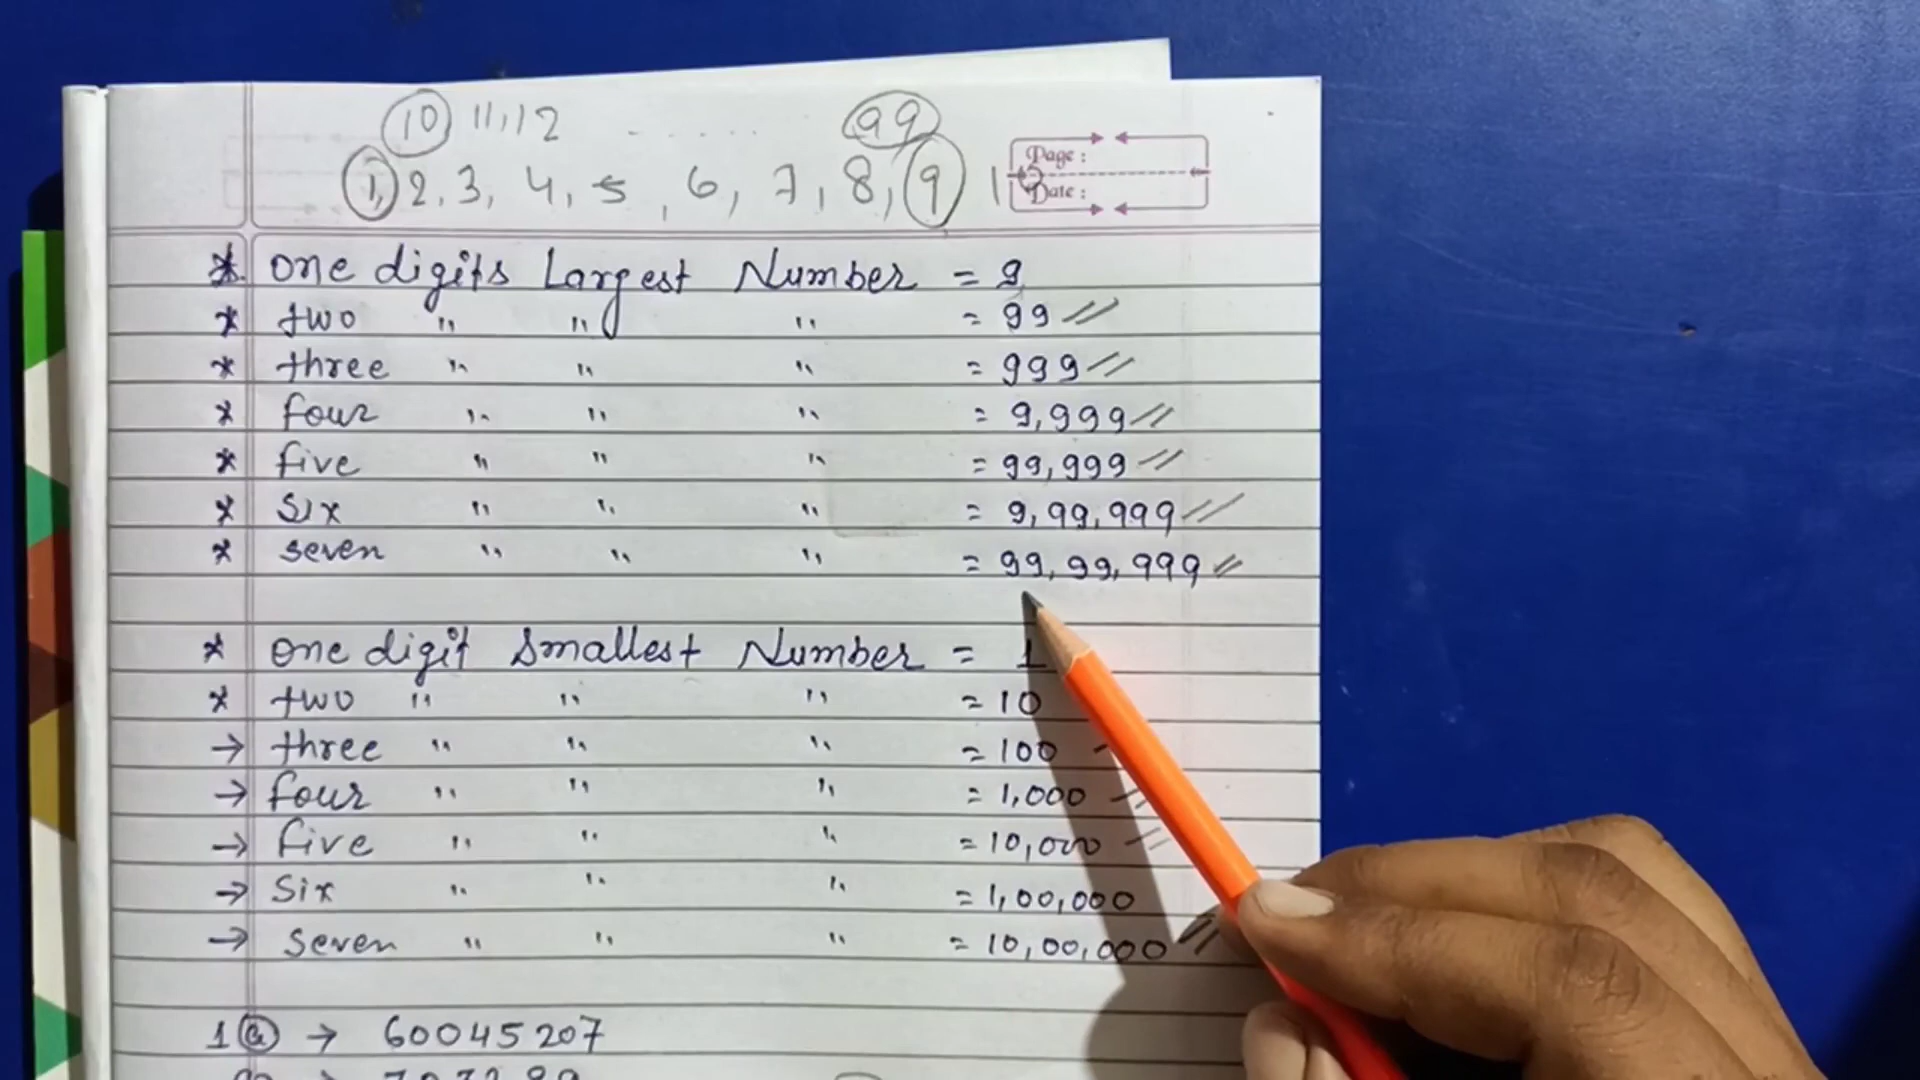 10 11,12 ........ 99
1, 2, 3, 4, 5, 6, 7, 8, 9 1
Page :
Date :
* One digits Largest Number = 9
* two " " " = 99 //
* three " " " = 999 //
* four " " " = 9,999 //
* five " " " = 99,999 //
* Six " " " = 9,99,999 //
* seven " " " = 99,99,999 //
* One digit Smallest Number = 1
* two " " " = 10
→ three " " " = 100
→ four " " " = 1,000 //
→ five " " " = 10,000 //
→ Six " " " = 1,00,000
→ Seven " " " = 10,00,000 //
1 a → 60045207